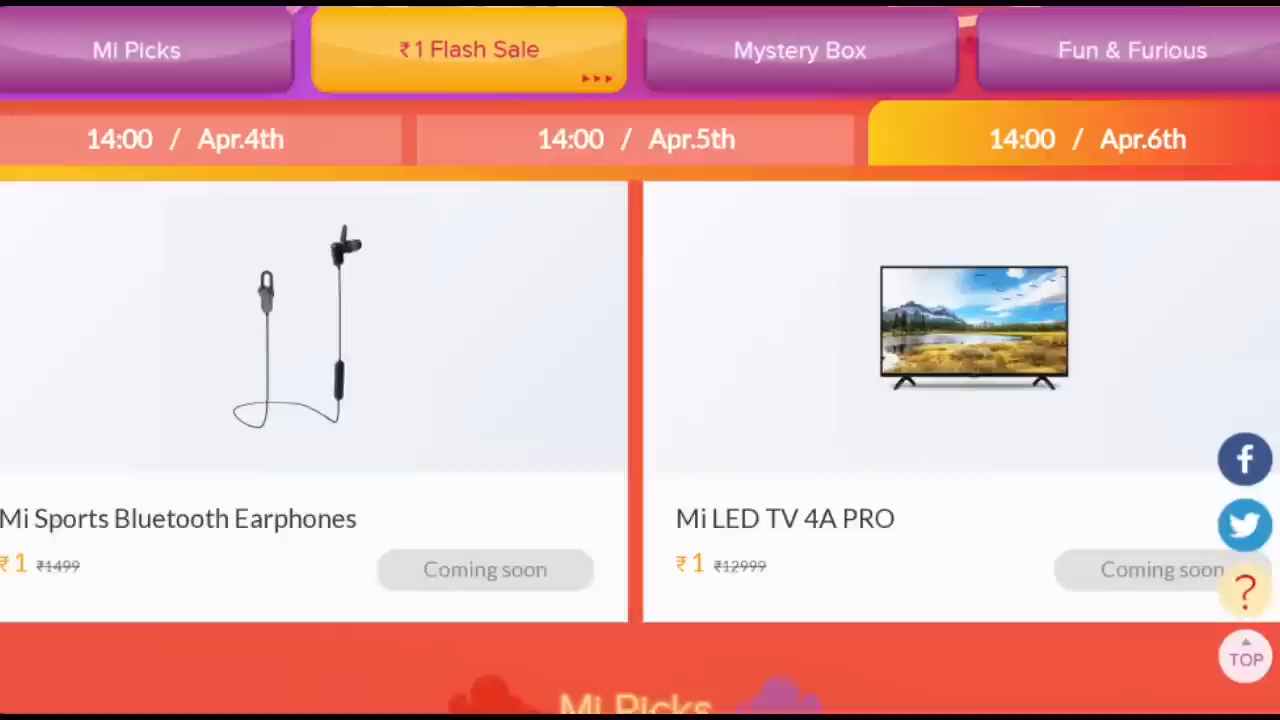 Mi Picks
₹1 Flash Sale
Mystery Box
Fun & Furious
14:00 / Apr.4th
14:00 / Apr.5th
14:00 / Apr.6th
Mi Sports Bluetooth Earphones
₹1 ₹1499
Coming soon
Mi LED TV 4A PRO
₹1 ₹12999
Coming soon
f
?
TOP
Mi Picks